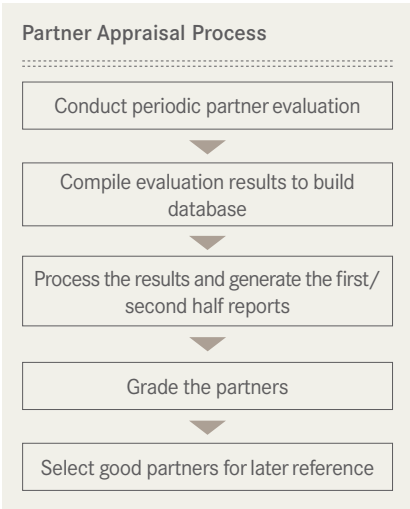 Partner Appraisal Process
Conduct periodic partner evaluation
Compile evaluation results to build
database
Process the results and generate the first/
second half reports
Grade the partners
Select good partners for later reference